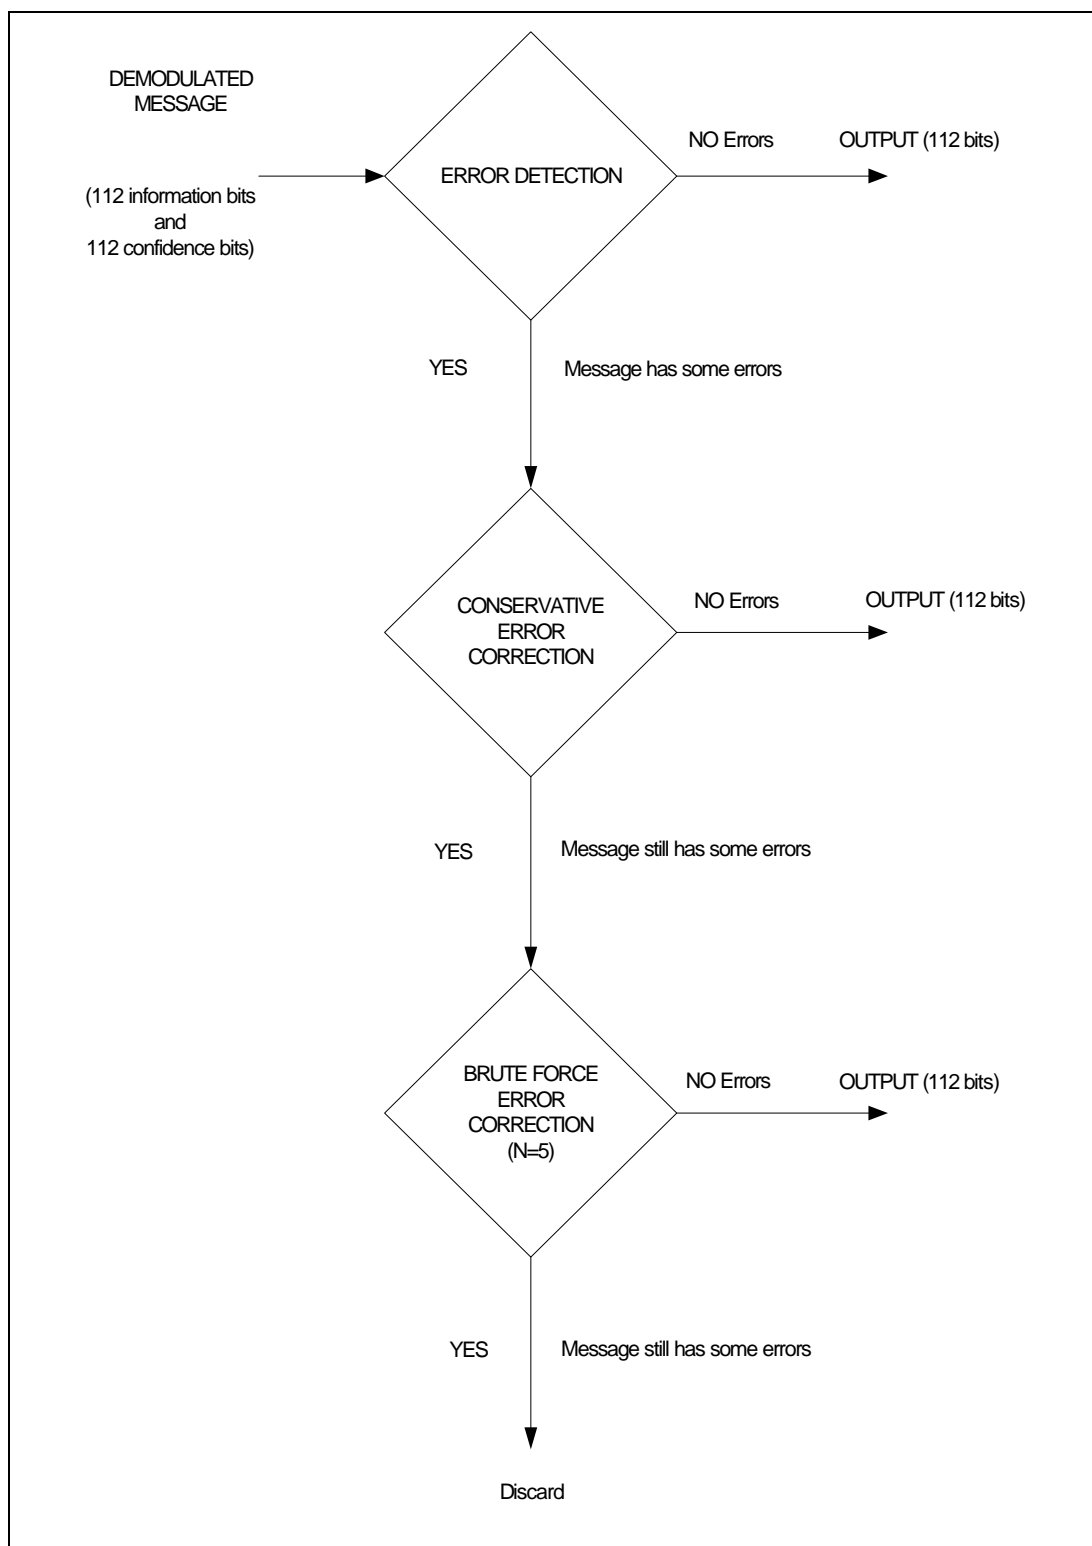 DEMODULATED
MESSAGE
(112 information bits
and
112 confidence bits)
ERROR DETECTION
NO Errors
OUTPUT (112 bits)
YES
Message has some errors
CONSERVATIVE
ERROR
CORRECTION
NO Errors
OUTPUT (112 bits)
YES
Message still has some errors
BRUTE FORCE
ERROR
CORRECTION
(N=5)
NO Errors
OUTPUT (112 bits)
YES
Message still has some errors
Discard